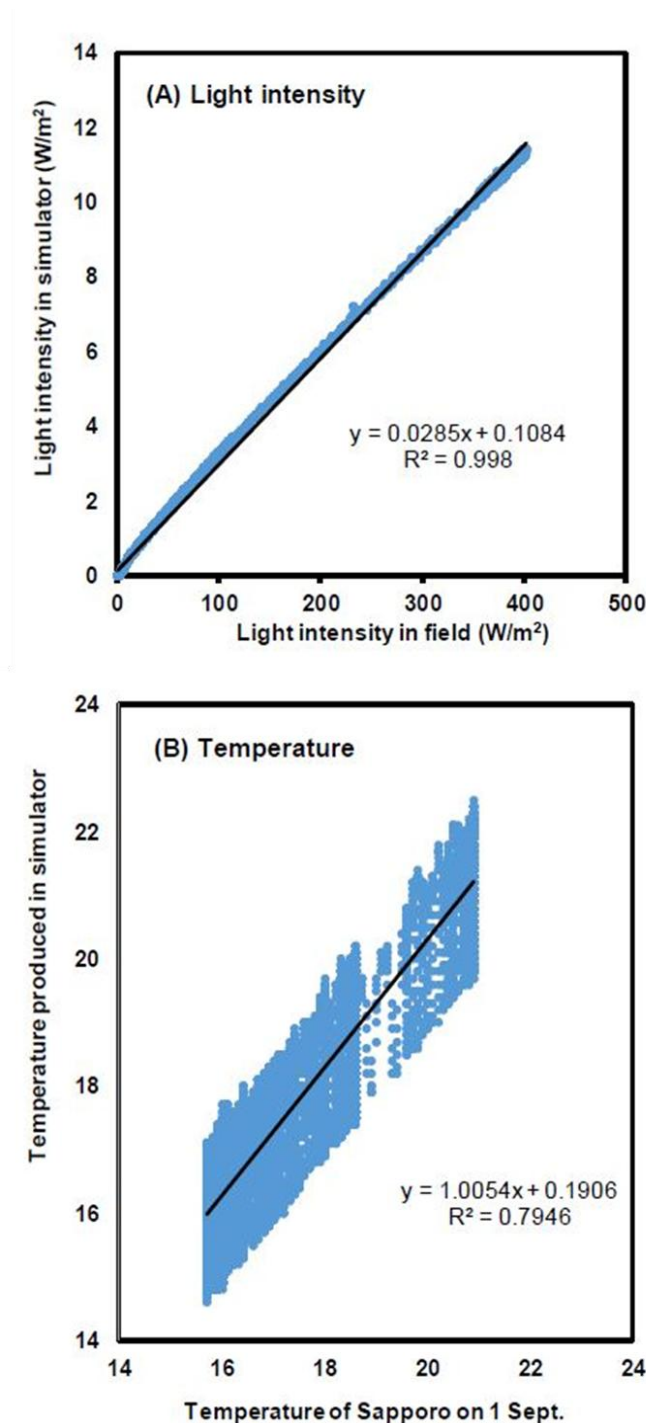 14
12
10
8
6
4
2
0
(A) Light intensity
Light intensity in simulator (W/m²)
y = 0.0285x + 0.1084
R² = 0.998
0 100 200 300 400 500
Light intensity in field (W/m²)
24
22
20
18
16
14
(B) Temperature
Temperature produced in simulator
y = 1.0054x + 0.1906
R² = 0.7946
14 16 18 20 22 24
Temperature of Sapporo on 1 Sept.